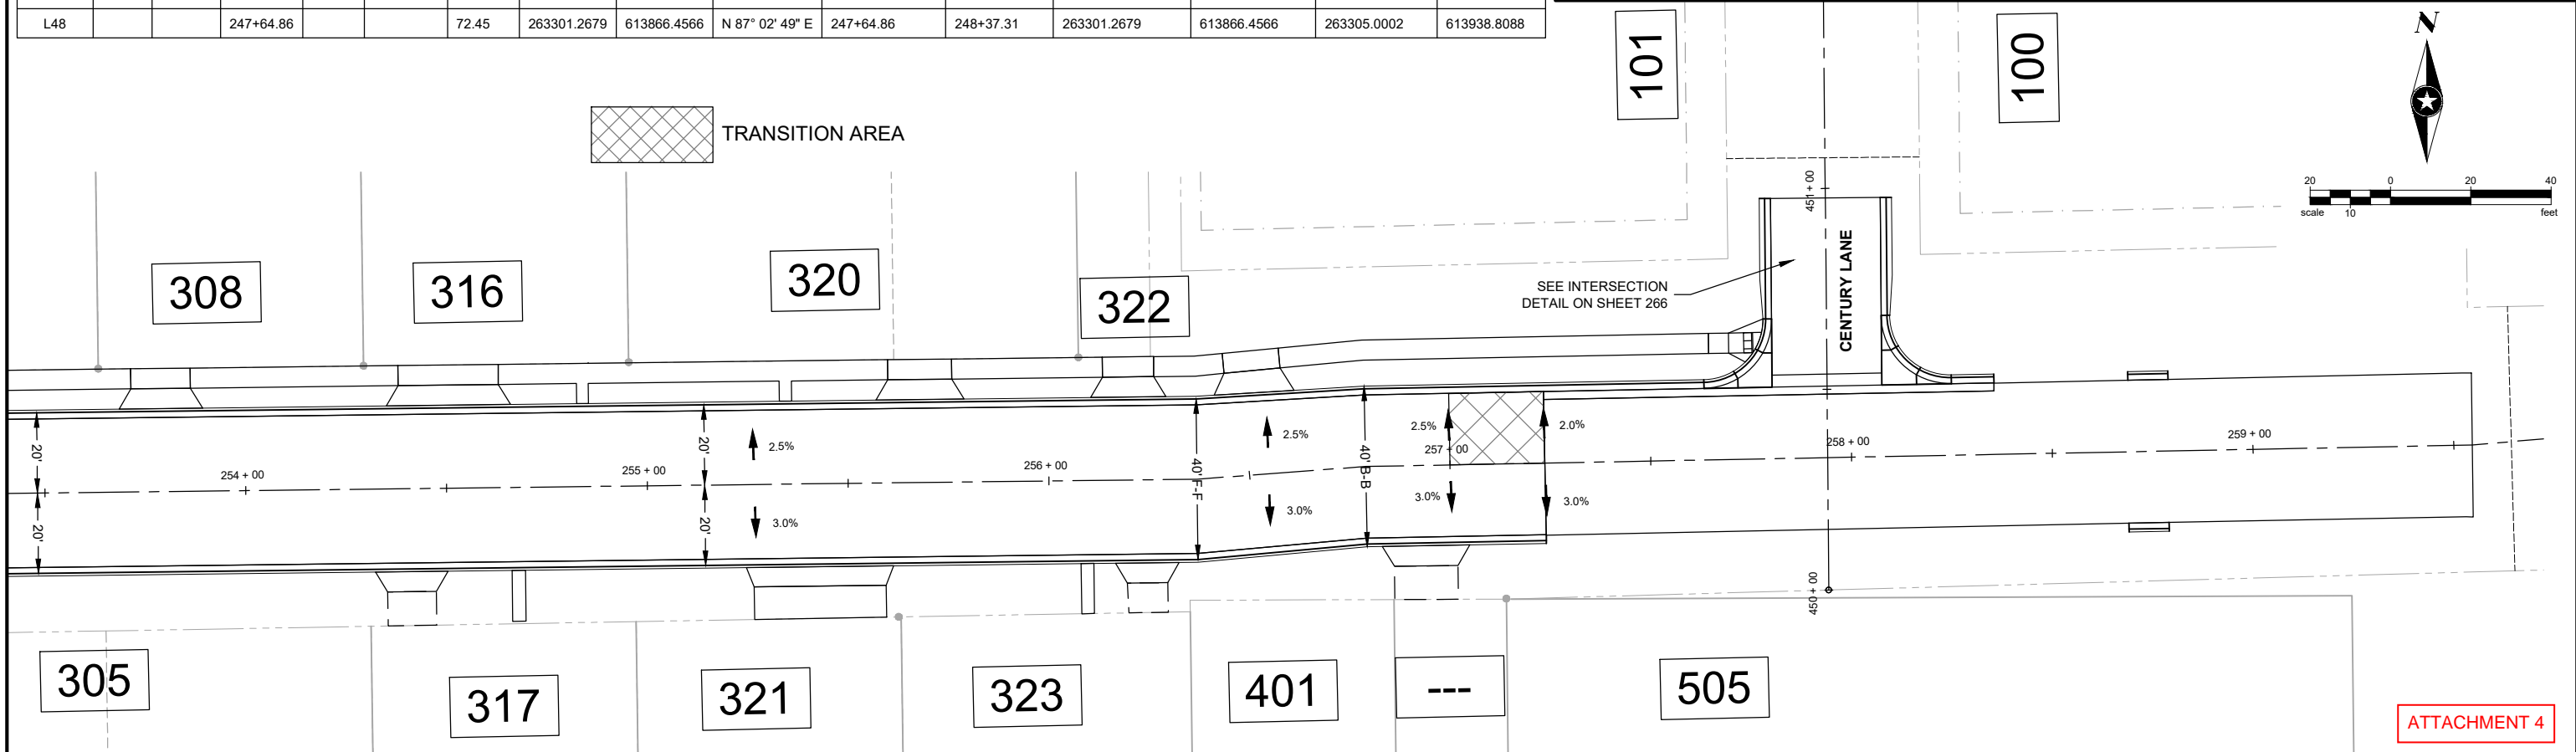 L48 247+64.86 72.45 263301.2679 613866.4566 N 87° 02' 49" E 247+64.86 248+37.31 263301.2679 613866.4566 263305.0002 613938.8088
101
100
N
TRANSITION AREA
20 0 20 40
scale 10 feet
451 + 00
CENTURY LANE
SEE INTERSECTION
DETAIL ON SHEET 266
308
316
320
322
20'
20'
2.5%
2.5%
2.5%
2.0%
254 + 00
255 + 00
256 + 00
257 + 00
258 + 00
259 + 00
40' F-F
40' B-B
20'
20'
3.0%
3.0%
3.0%
3.0%
450 + 00
305
317
321
323
401
---
505
ATTACHMENT 4